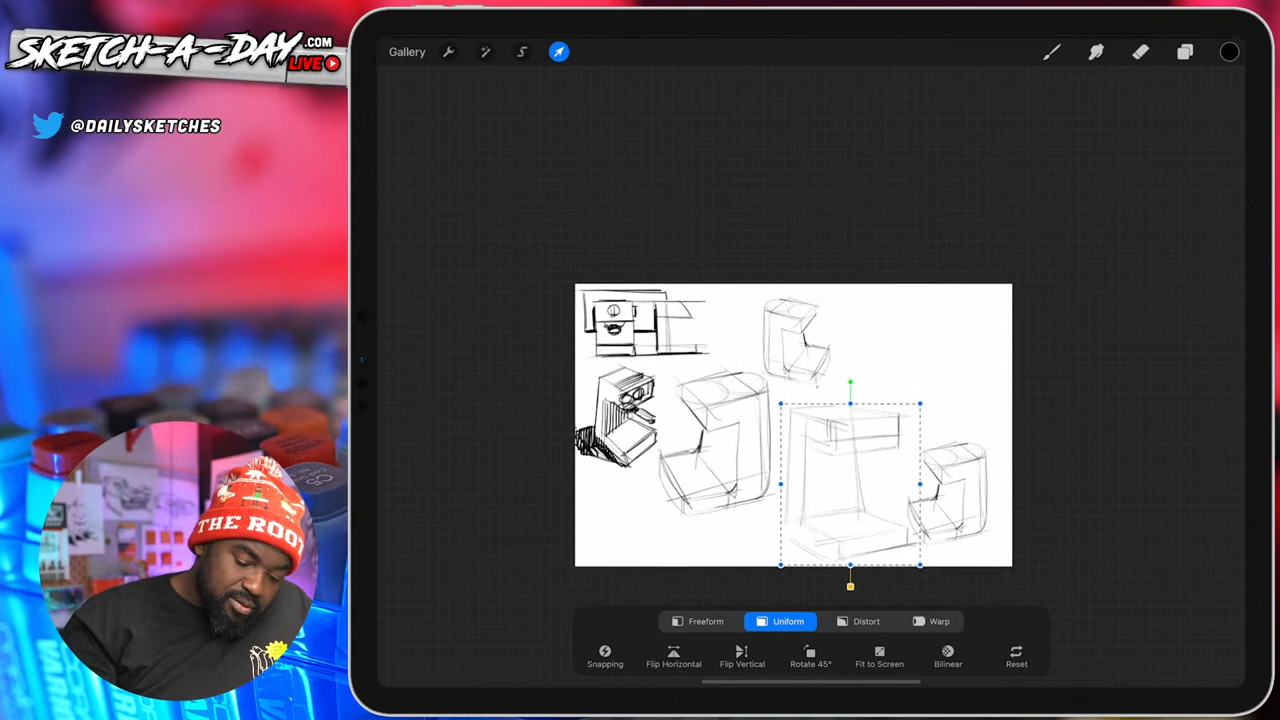 SKETCH-A-DAY.COM
LIVE
@DAILYSKETCHES
Gallery
THE ROOT
Freeform
Uniform
Distort
Warp
Snapping
Flip Horizontal
Flip Vertical
Rotate 45°
Fit to Screen
Bilinear
Reset